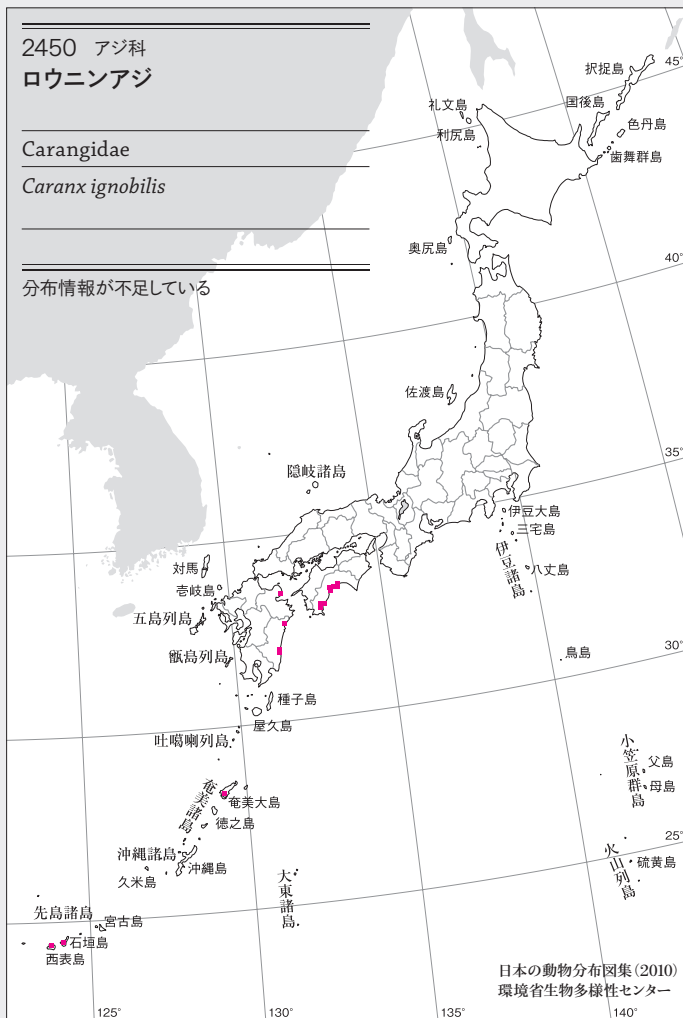 2450 アジ科
ロウニンアジ
Carangidae
Caranx ignobilis
分布情報が不足している
択捉島
45°
国後島
礼文島
色丹島
利尻島
歯舞群島
奥尻島
40°
佐渡島
35°
隠岐諸島
伊豆大島
三宅島
伊豆諸島
八丈島
対馬
壱岐島
五島列島
甑島列島
鳥島
30°
種子島
屋久島
吐噶喇列島
小笠原群島
父島
母島
奄美諸島
奄美大島
徳之島
25°
沖縄諸島
沖縄島
久米島
火山列島
硫黄島
大東諸島
先島諸島
宮古島
石垣島
西表島
日本の動物分布図集(2010)
環境省生物多様性センター
125°
130°
135°
140°